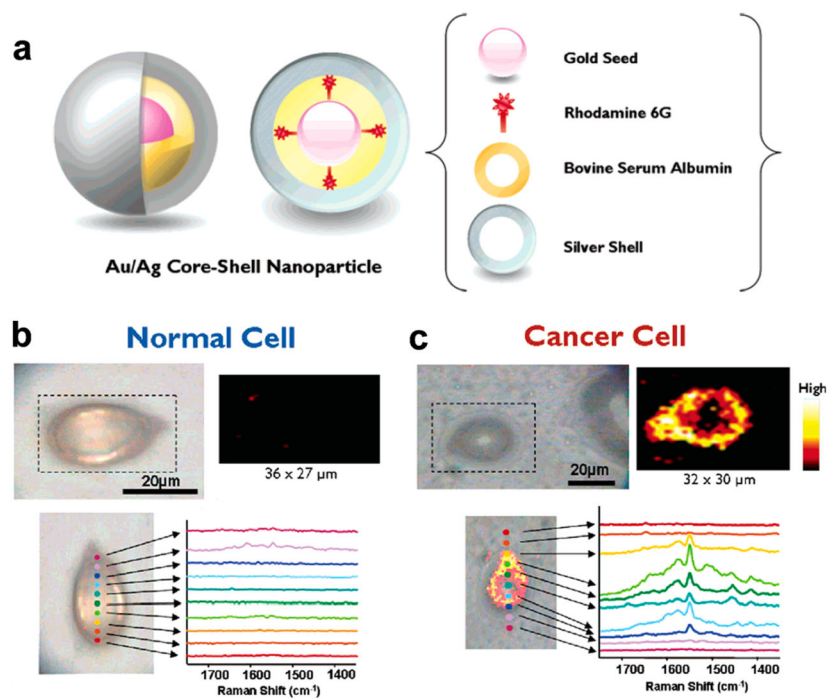 a
Gold Seed
Rhodamine 6G
Bovine Serum Albumin
Silver Shell
Au/Ag Core-Shell Nanoparticle
b
Normal Cell
20μm
36 x 27 μm
1700 1600 1500 1400
Raman Shift (cm⁻¹)
c
Cancer Cell
20μm
32 x 30 μm
High
1700 1600 1500 1400
Raman Shift (cm⁻¹)